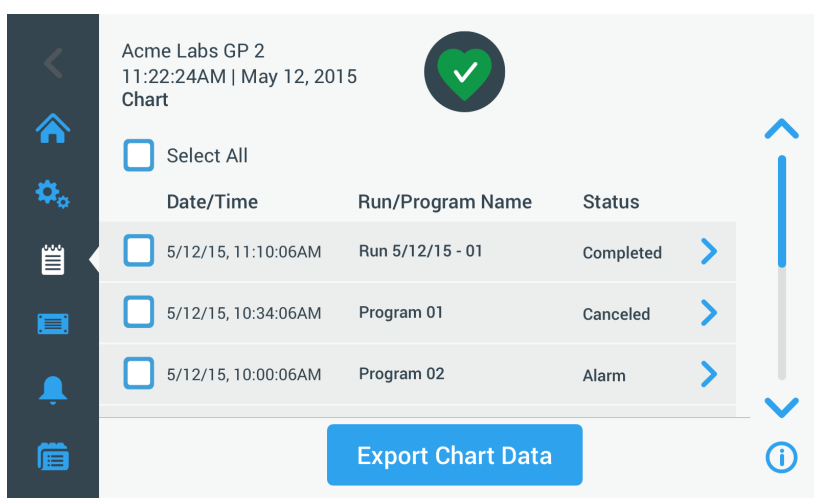 Acme Labs GP 2
11:22:24AM | May 12, 2015
Chart
Select All
Date/Time Run/Program Name Status
5/12/15, 11:10:06AM Run 5/12/15 - 01 Completed
5/12/15, 10:34:06AM Program 01 Canceled
5/12/15, 10:00:06AM Program 02 Alarm
Export Chart Data